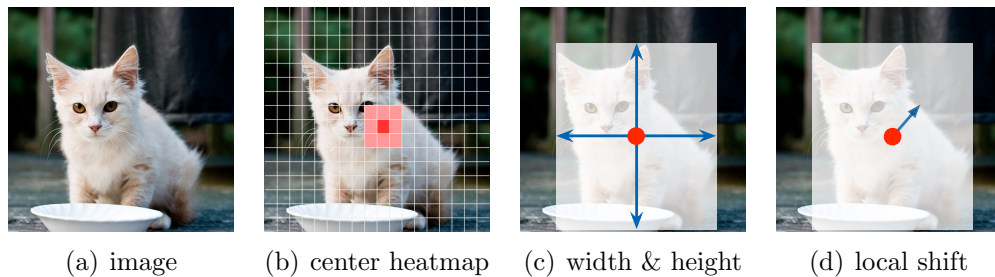 (a) image
(b) center heatmap
(c) width & height
(d) local shift